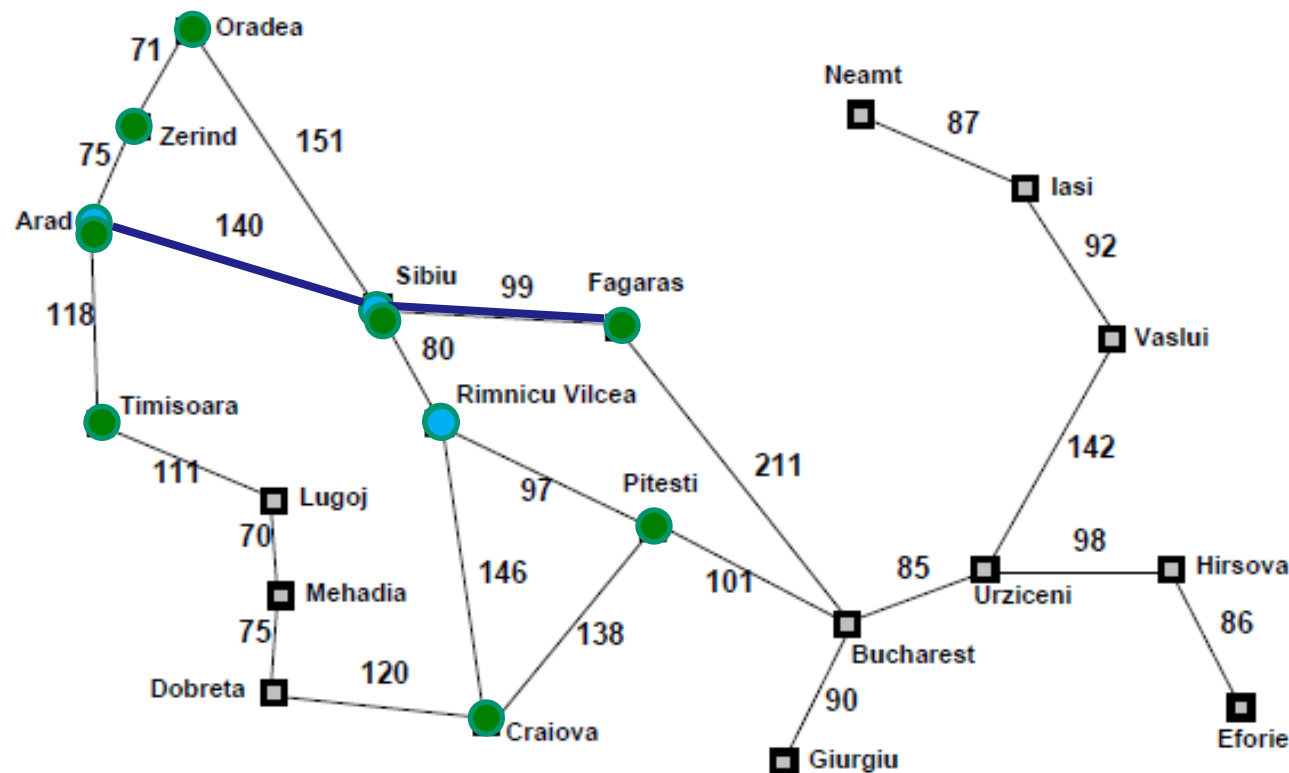 Oradea
71
Neamt
87
Zerind
151
75
Iasi
Arad
140
92
Sibiu
99
Fagaras
118
80
Vaslui
Rimnicu Vilcea
Timisoara
142
211
111
97
Pitesti
Lugoj
70
98
Hirsova
146
101
85
Urziceni
Mehadia
86
75
138
Bucharest
120
Dobreta
90
Craiova
Eforie
Giurgiu